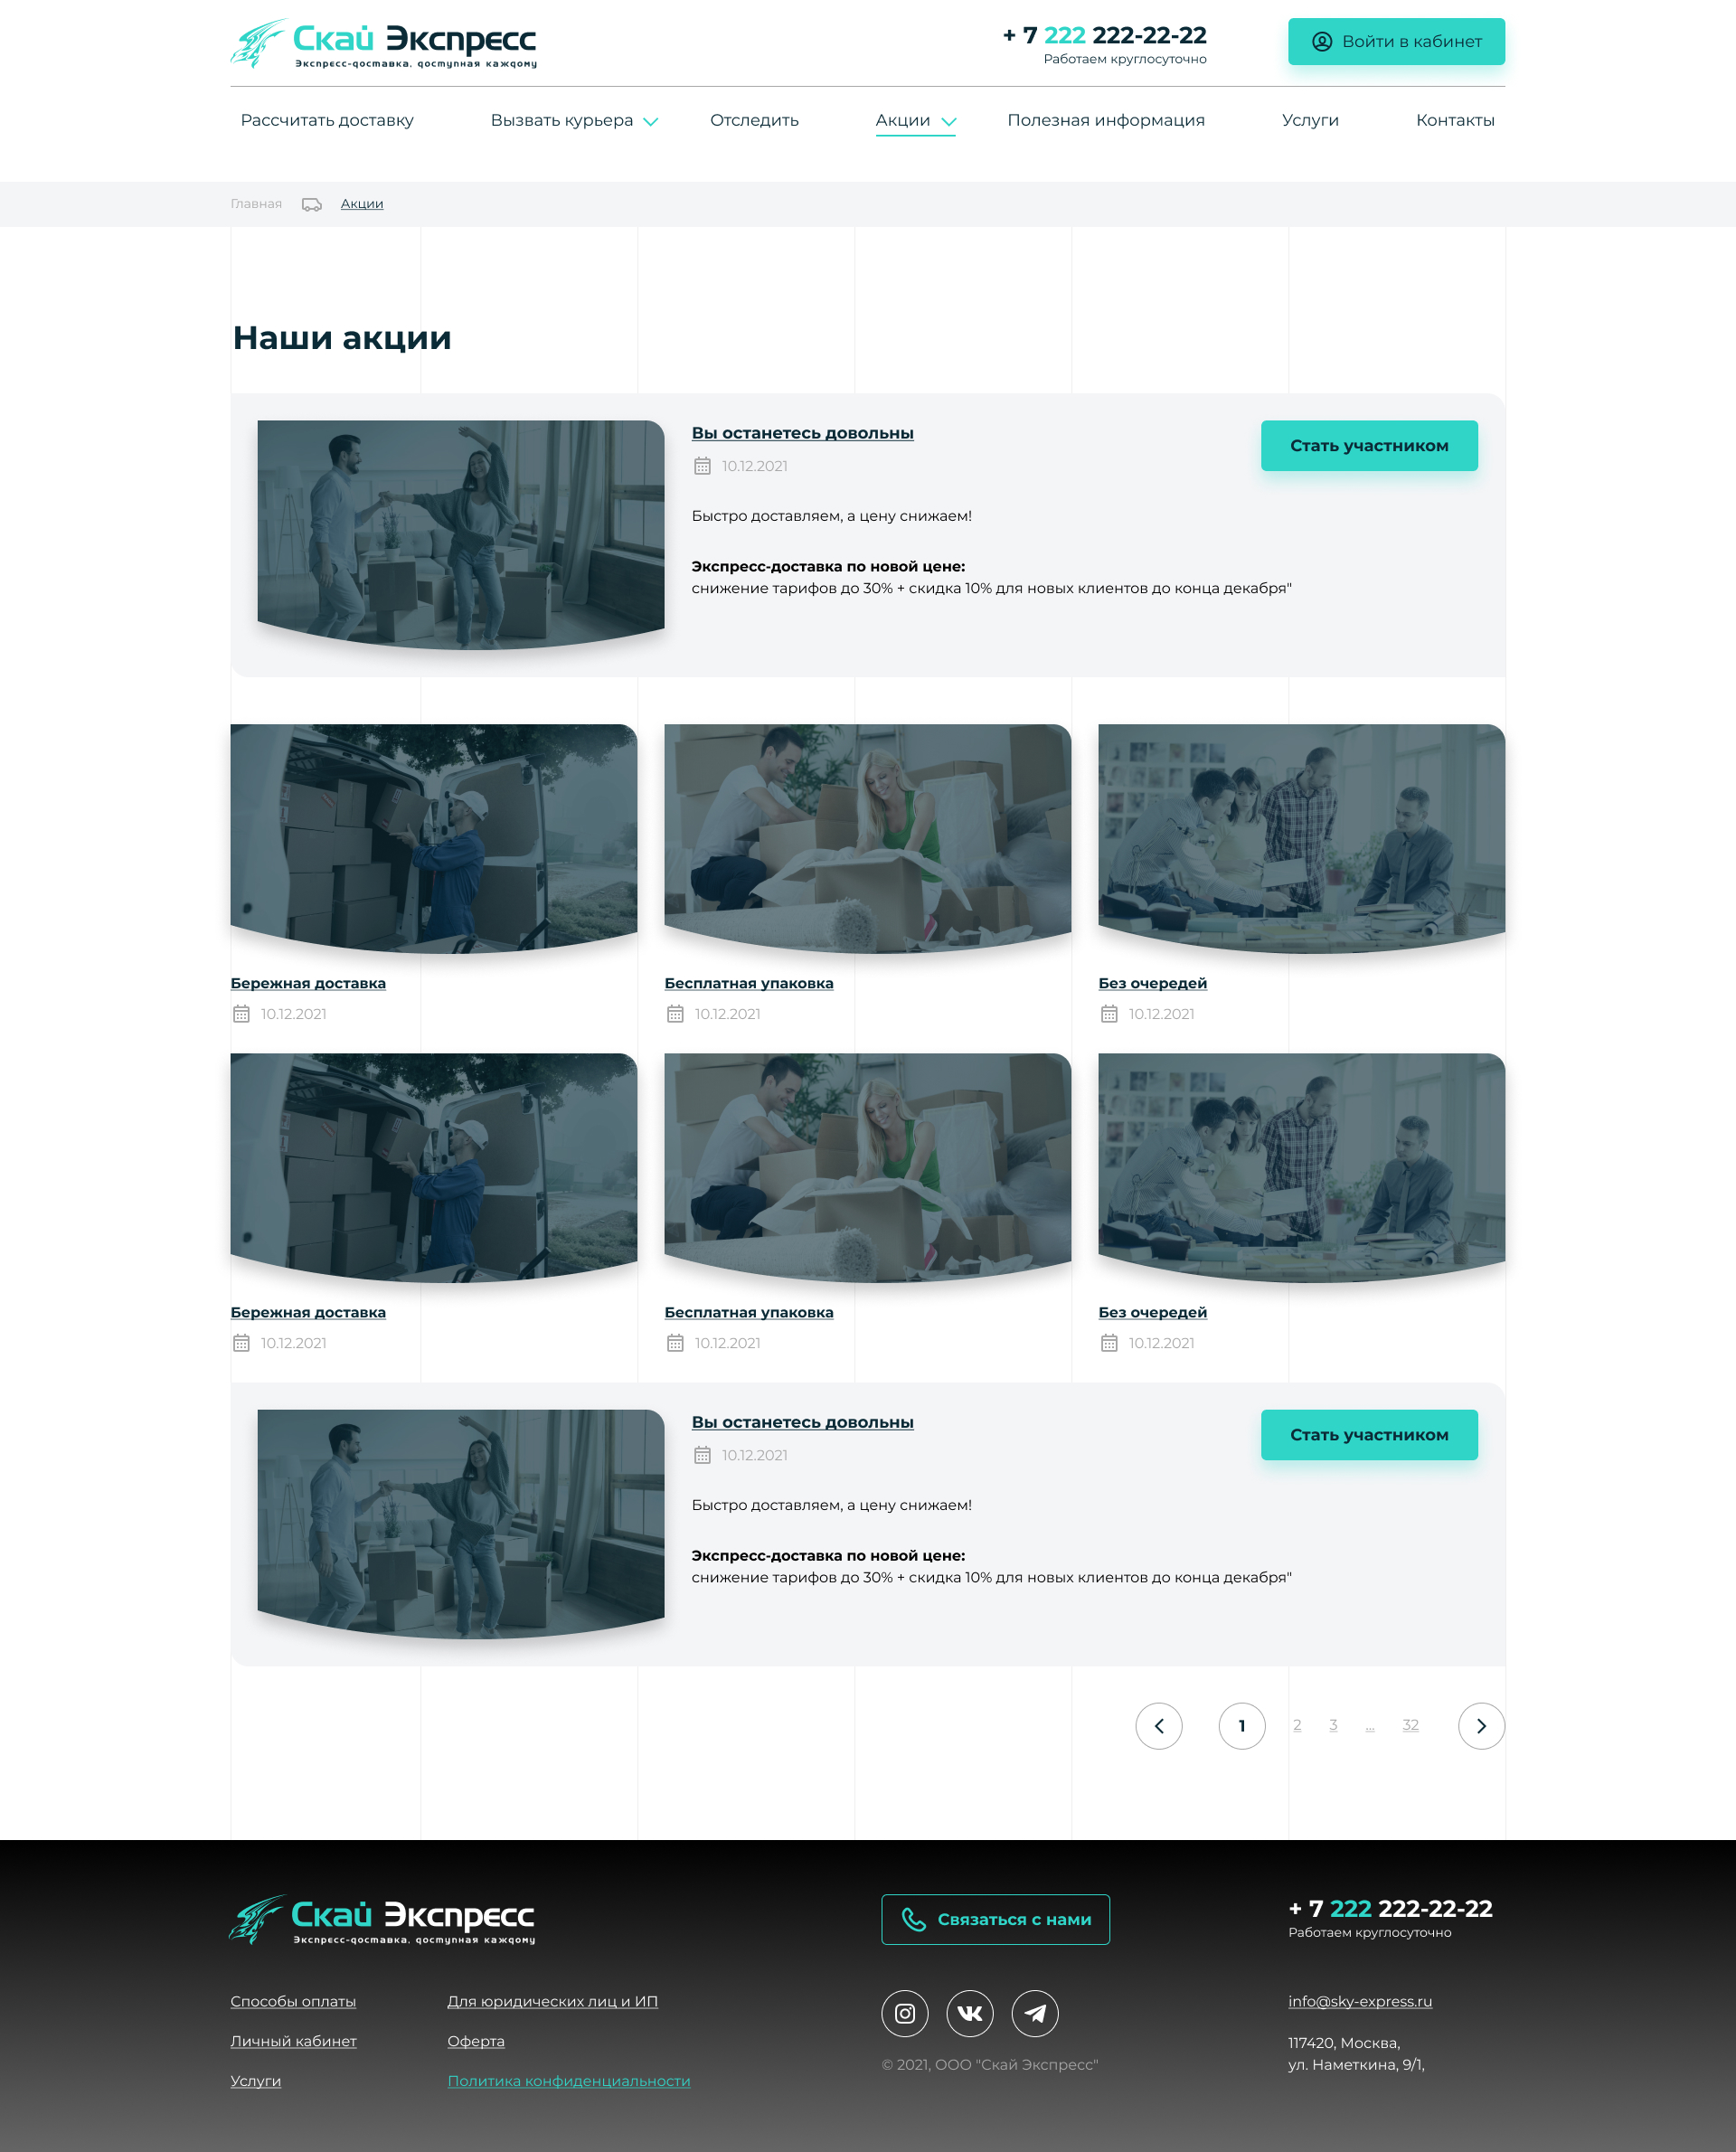 Скай Экспресс
Экспресс-доставка, доступная каждому
+ 7 222 222-22-22
Работаем круглосуточно
Войти в кабинет
Рассчитать доставку
Вызвать курьера
Отследить
Акции
Полезная информация
Услуги
Контакты
Главная
Акции
Наши акции
Вы останетесь довольны
10.12.2021
Быстро доставляем, а цену снижаем!
Экспресс-доставка по новой цене:
снижение тарифов до 30% + скидка 10% для новых клиентов до конца декабря"
Стать участником
Бережная доставка
10.12.2021
Бесплатная упаковка
10.12.2021
Без очередей
10.12.2021
Бережная доставка
10.12.2021
Бесплатная упаковка
10.12.2021
Без очередей
10.12.2021
Вы останетесь довольны
10.12.2021
Быстро доставляем, а цену снижаем!
Экспресс-доставка по новой цене:
снижение тарифов до 30% + скидка 10% для новых клиентов до конца декабря"
Стать участником
1 2 3 ... 32
Скай Экспресс
Экспресс-доставка, доступная каждому
Способы оплаты
Личный кабинет
Услуги
Для юридических лиц и ИП
Оферта
Политика конфиденциальности
Связаться с нами
© 2021, ООО "Скай Экспресс"
+ 7 222 222-22-22
Работаем круглосуточно
info@sky-express.ru
117420, Москва,
ул. Наметкина, 9/1,